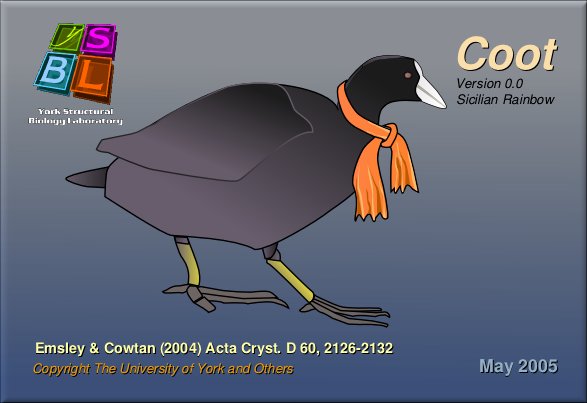 YSBL
York Structural
Biology Laboratory
Coot
Version 0.0
Sicilian Rainbow
Emsley & Cowtan (2004) Acta Cryst. D 60, 2126-2132
Copyright The University of York and Others
May 2005